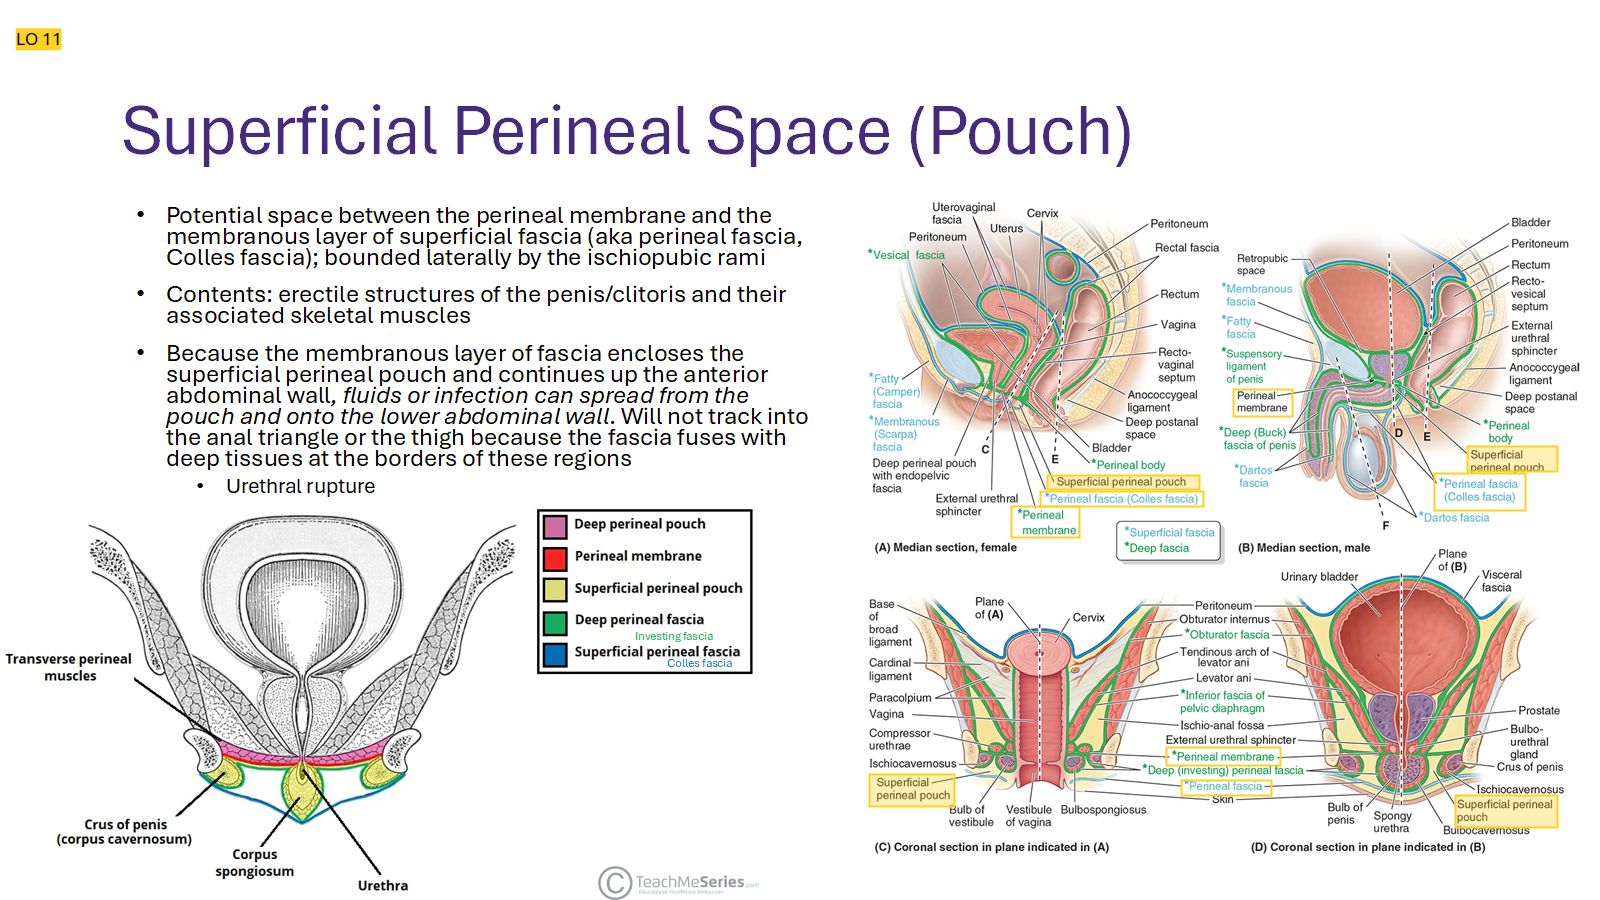 LO 11
Superficial Perineal Space (Pouch)
• Potential space between the perineal membrane and the
membranous layer of superficial fascia (aka perineal fascia,
Colles fascia); bounded laterally by the ischiopubic rami
• Contents: erectile structures of the penis/clitoris and their
associated skeletal muscles
• Because the membranous layer of fascia encloses the
superficial perineal pouch and continues up the anterior
abdominal wall, fluids or infection can spread from the
pouch and onto the lower abdominal wall. Will not track into
the anal triangle or the thigh because the fascia fuses with
deep tissues at the borders of these regions
• Urethral rupture
Deep perineal pouch
Perineal membrane
Superficial perineal pouch
Deep perineal fascia
Investing fascia
Superficial perineal fascia
Colles fascia
Transverse perineal
muscles
Crus of penis
(corpus cavernosum)
Corpus
spongiosum
Urethra
© TeachMeSeries.com
Uterovaginal
fascia
Cervix
Uterus
Peritoneum
Peritoneum
*Vesical fascia
Rectal fascia
Rectum
Vagina
Recto-
vaginal
septum
*Fatty
(Camper)
fascia
Anococcygeal
ligament
*Membranous
(Scarpa)
fascia
Deep postanal
space
C
E
Bladder
Deep perineal pouch
with endopelvic
fascia
*Perineal body
Superficial perineal pouch
External urethral
sphincter
*Perineal fascia (Colles fascia)
*Perineal
membrane
*Superficial fascia
*Deep fascia
(A) Median section, female
Bladder
Peritoneum
Retropubic
space
Rectum
Recto-
vesical
septum
*Membranous
fascia
*Fatty
fascia
External
urethral
sphincter
*Suspensory
ligament
of penis
Anococcygeal
ligament
Perineal
membrane
Deep postanal
space
*Deep (Buck)
fascia of penis
D
E
*Perineal
body
Superficial
perineal pouch
*Dartos
fascia
*Perineal fascia
(Colles fascia)
*Dartos fascia
F
(B) Median section, male
Base
of
broad
ligament
Plane
of (A)
Cervix
Cardinal
ligament
Paracolpium
Vagina
Compressor
urethrae
Ischiocavernosus
Superficial
perineal pouch
Bulb of
vestibule
Vestibule
of vagina
Bulbospongiosus
(C) Coronal section in plane indicated in (A)
Peritoneum
Obturator internus
*Obturator fascia
Tendinous arch of
levator ani
Levator ani
*Inferior fascia of
pelvic diaphragm
Ischio-anal fossa
External urethral sphincter
*Perineal membrane
*Deep (investing) perineal fascia
*Perineal fascia
Skin
Urinary bladder
Plane
of (B)
Visceral
fascia
Prostate
Bulbo-
urethral
gland
Crus of penis
Ischiocavernosus
Superficial perineal
pouch
Bulbocavernosus
Bulb of
penis
Spongy
urethra
(D) Coronal section in plane indicated in (B)